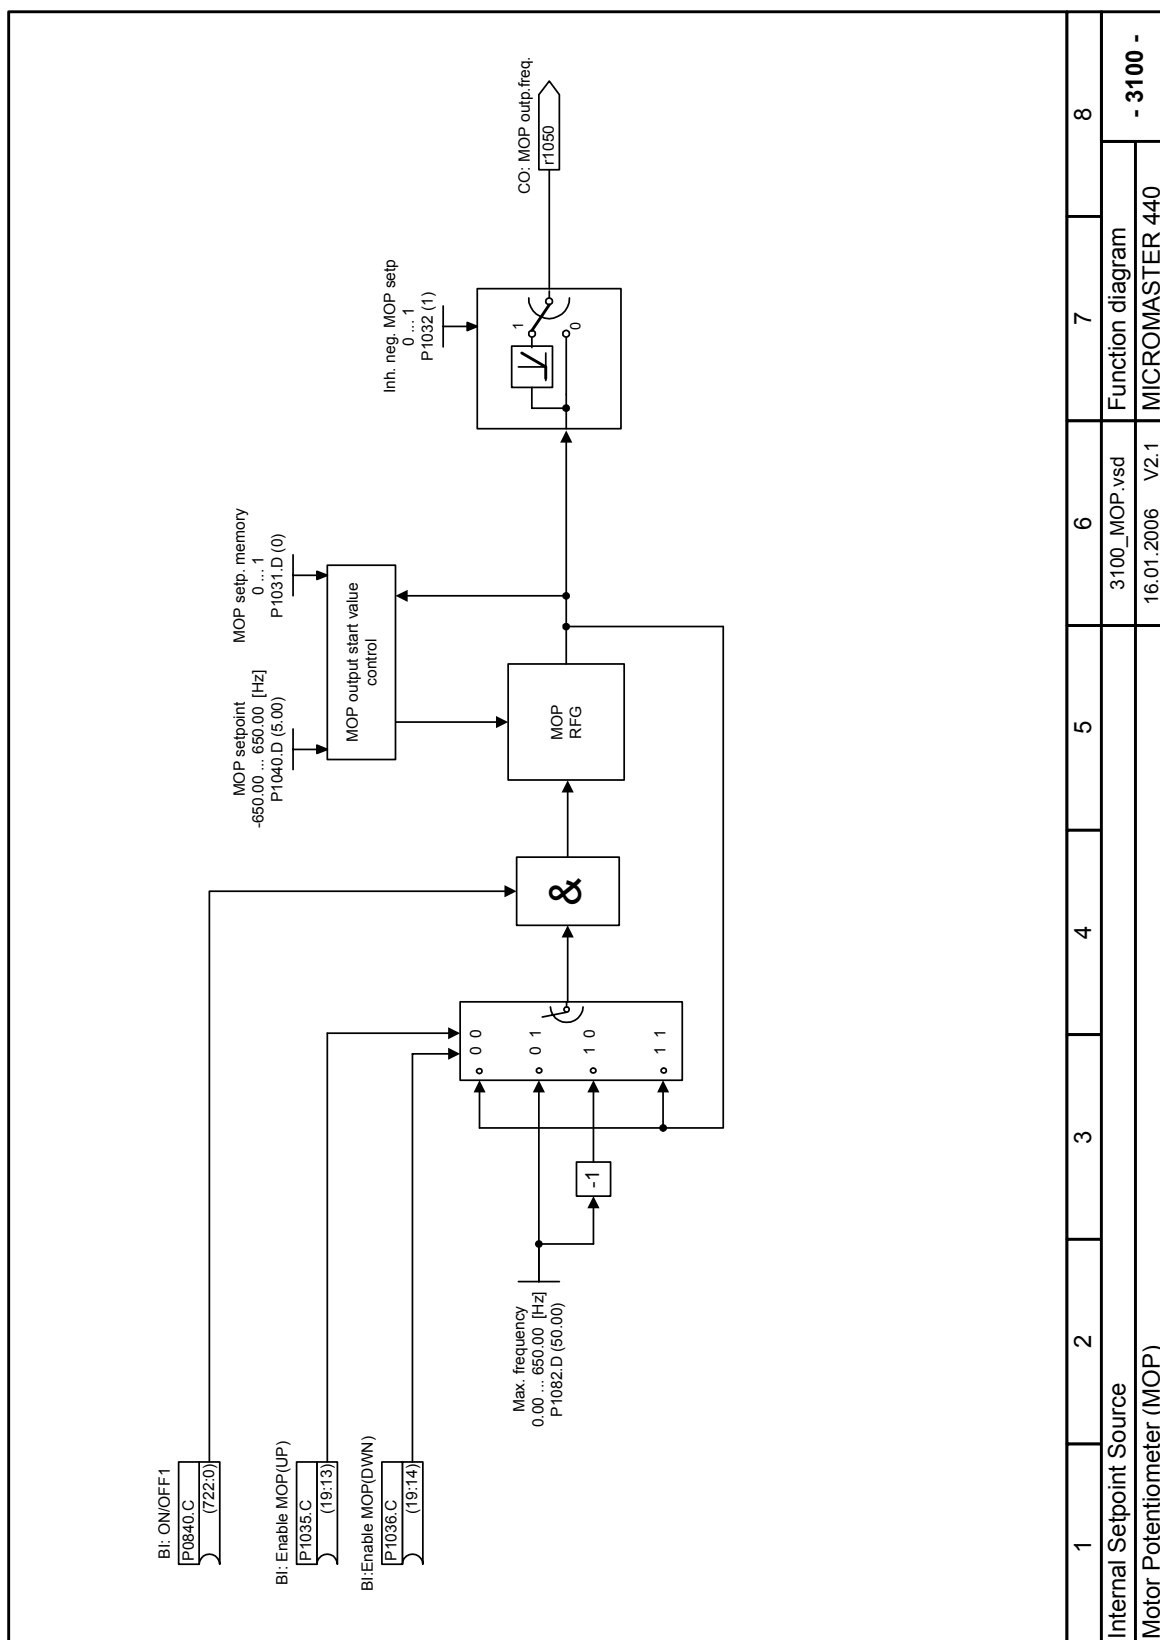 BI: ON/OFF1
P0840.C
(722:0)
BI: Enable MOP(UP)
P1035.C
(19:13)
BI:Enable MOP(DWN)
P1036.C
(19:14)
Max. frequency
0.00 ... 650.00 [Hz]
P1082.D (50.00)
-1
0 0
0 1
1 0
1 1
&
MOP setpoint
-650.00 ... 650.00 [Hz]
P1040.D (5.00)
MOP setp. memory
0 ... 1
P1031.D (0)
MOP output start value
control
MOP
RFG
Inh. neg. MOP setp
0 ... 1
P1032 (1)
1
0
CO: MOP outp.freq.
r1050
1 2 3 4 5 6 7 8
Internal Setpoint Source 3100_MOP.vsd Function diagram - 3100 -
Motor Potentiometer (MOP) 16.01.2006 V2.1 MICROMASTER 440